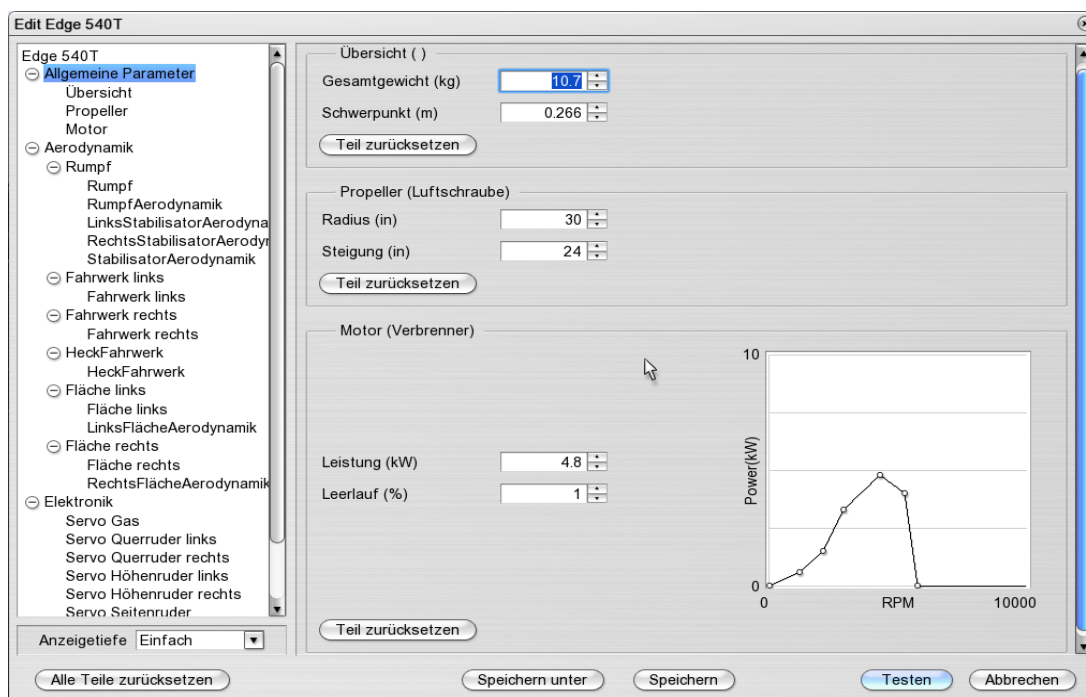 Edit Edge 540T
Edge 540T
Allgemeine Parameter
Übersicht
Propeller
Motor
Aerodynamik
Rumpf
Rumpf
RumpfAerodynamik
LinksStabilisatorAerodyna
RechtsStabilisatorAerodyr
StabilisatorAerodynamik
Fahrwerk links
Fahrwerk links
Fahrwerk rechts
Fahrwerk rechts
HeckFahrwerk
HeckFahrwerk
Fläche links
Fläche links
LinksFlächeAerodynamik
Fläche rechts
Fläche rechts
RechtsFlächeAerodynamik
Elektronik
Servo Gas
Servo Querruder links
Servo Querruder rechts
Servo Höhenruder links
Servo Höhenruder rechts
Servo Seitenruder
Anzeigetiefe Einfach
Übersicht ( )
Gesamtgewicht (kg) 10.7
Schwerpunkt (m) 0.266
Teil zurücksetzen
Propeller (Luftschraube)
Radius (in) 30
Steigung (in) 24
Teil zurücksetzen
Motor (Verbrenner)
Leistung (kW) 4.8
Leerlauf (%) 1
10
Power(kW)
0
0 RPM 10000
Teil zurücksetzen
Alle Teile zurücksetzen Speichern unter Speichern Testen Abbrechen